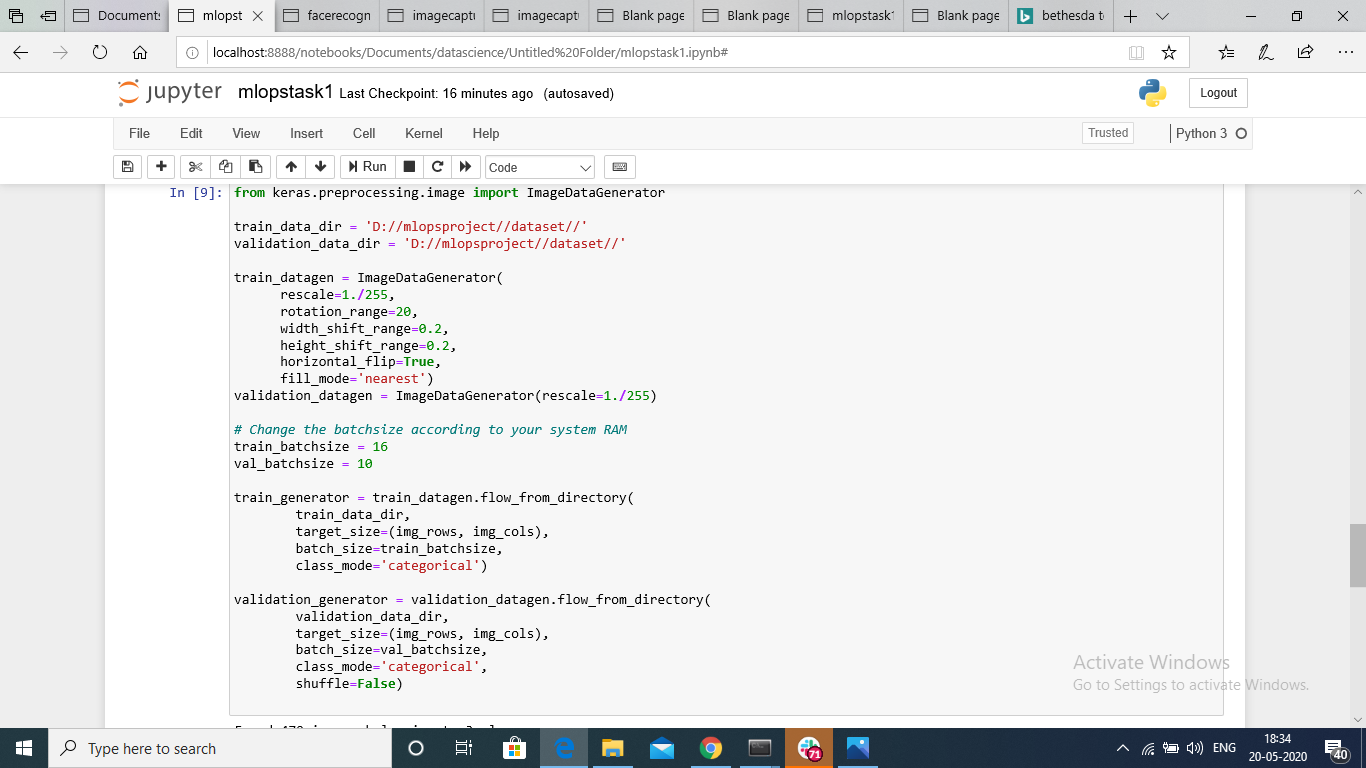 Documents
mlopst
facerecogn
imagecapt
imagecapt
Blank page
Blank page
mlopstask1
Blank page
bethesda t
localhost:8888/notebooks/Documents/datascience/Untitled%20Folder/mlopstask1.ipynb#
jupyter mlopstask1 Last Checkpoint: 16 minutes ago (autosaved)
Logout
File Edit View Insert Cell Kernel Help
Trusted
Python 3
Run
Code
In [9]: from keras.preprocessing.image import ImageDataGenerator
train_data_dir = 'D://mlopsproject//dataset//'
validation_data_dir = 'D://mlopsproject//dataset//'
train_datagen = ImageDataGenerator(
rescale=1./255,
rotation_range=20,
width_shift_range=0.2,
height_shift_range=0.2,
horizontal_flip=True,
fill_mode='nearest')
validation_datagen = ImageDataGenerator(rescale=1./255)
# Change the batchsize according to your system RAM
train_batchsize = 16
val_batchsize = 10
train_generator = train_datagen.flow_from_directory(
train_data_dir,
target_size=(img_rows, img_cols),
batch_size=train_batchsize,
class_mode='categorical')
validation_generator = validation_datagen.flow_from_directory(
validation_data_dir,
target_size=(img_rows, img_cols),
batch_size=val_batchsize,
class_mode='categorical',
shuffle=False)
Activate Windows
Go to Settings to activate Windows.
Type here to search
71
ENG
18:34
20-05-2020
40